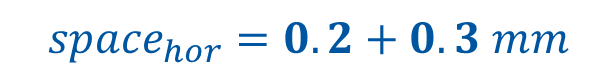 space_hor = 0.2 + 0.3 mm